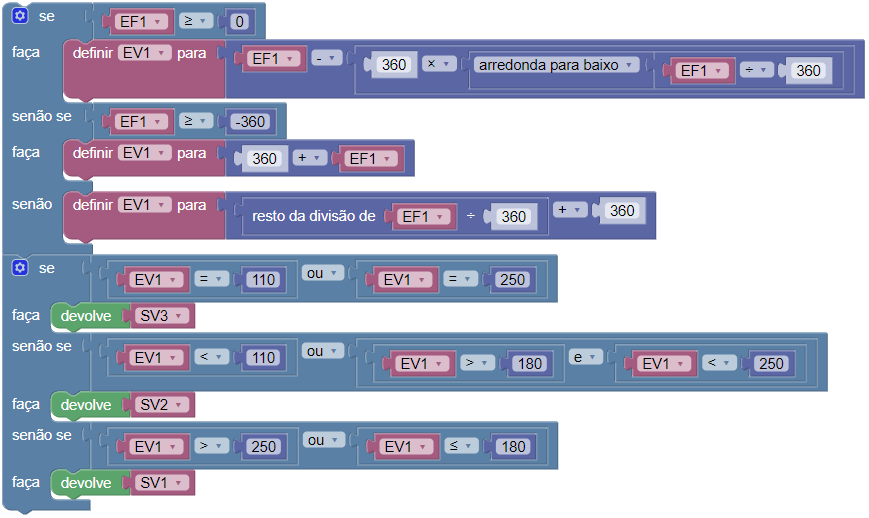 se EF1 ≥ 0
faça definir EV1 para EF1 - 360 × arredonda para baixo EF1 ÷ 360
senão se EF1 ≥ -360
faça definir EV1 para 360 + EF1
senão definir EV1 para resto da divisão de EF1 ÷ 360 + 360
se EV1 = 110 ou EV1 = 250
faça devolve SV3
senão se EV1 < 110 ou EV1 > 180 e EV1 < 250
faça devolve SV2
senão se EV1 > 250 ou EV1 ≤ 180
faça devolve SV1